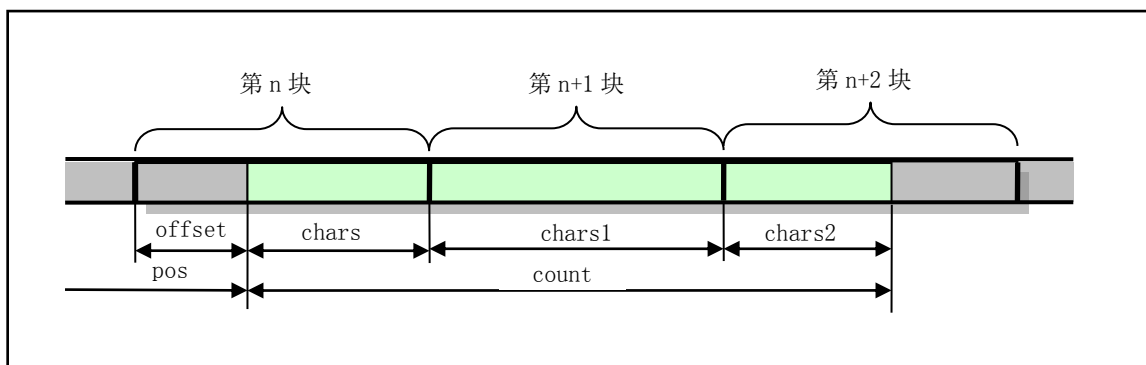 第 n 块 第 n+1 块 第 n+2 块
offset chars chars1 chars2
pos count